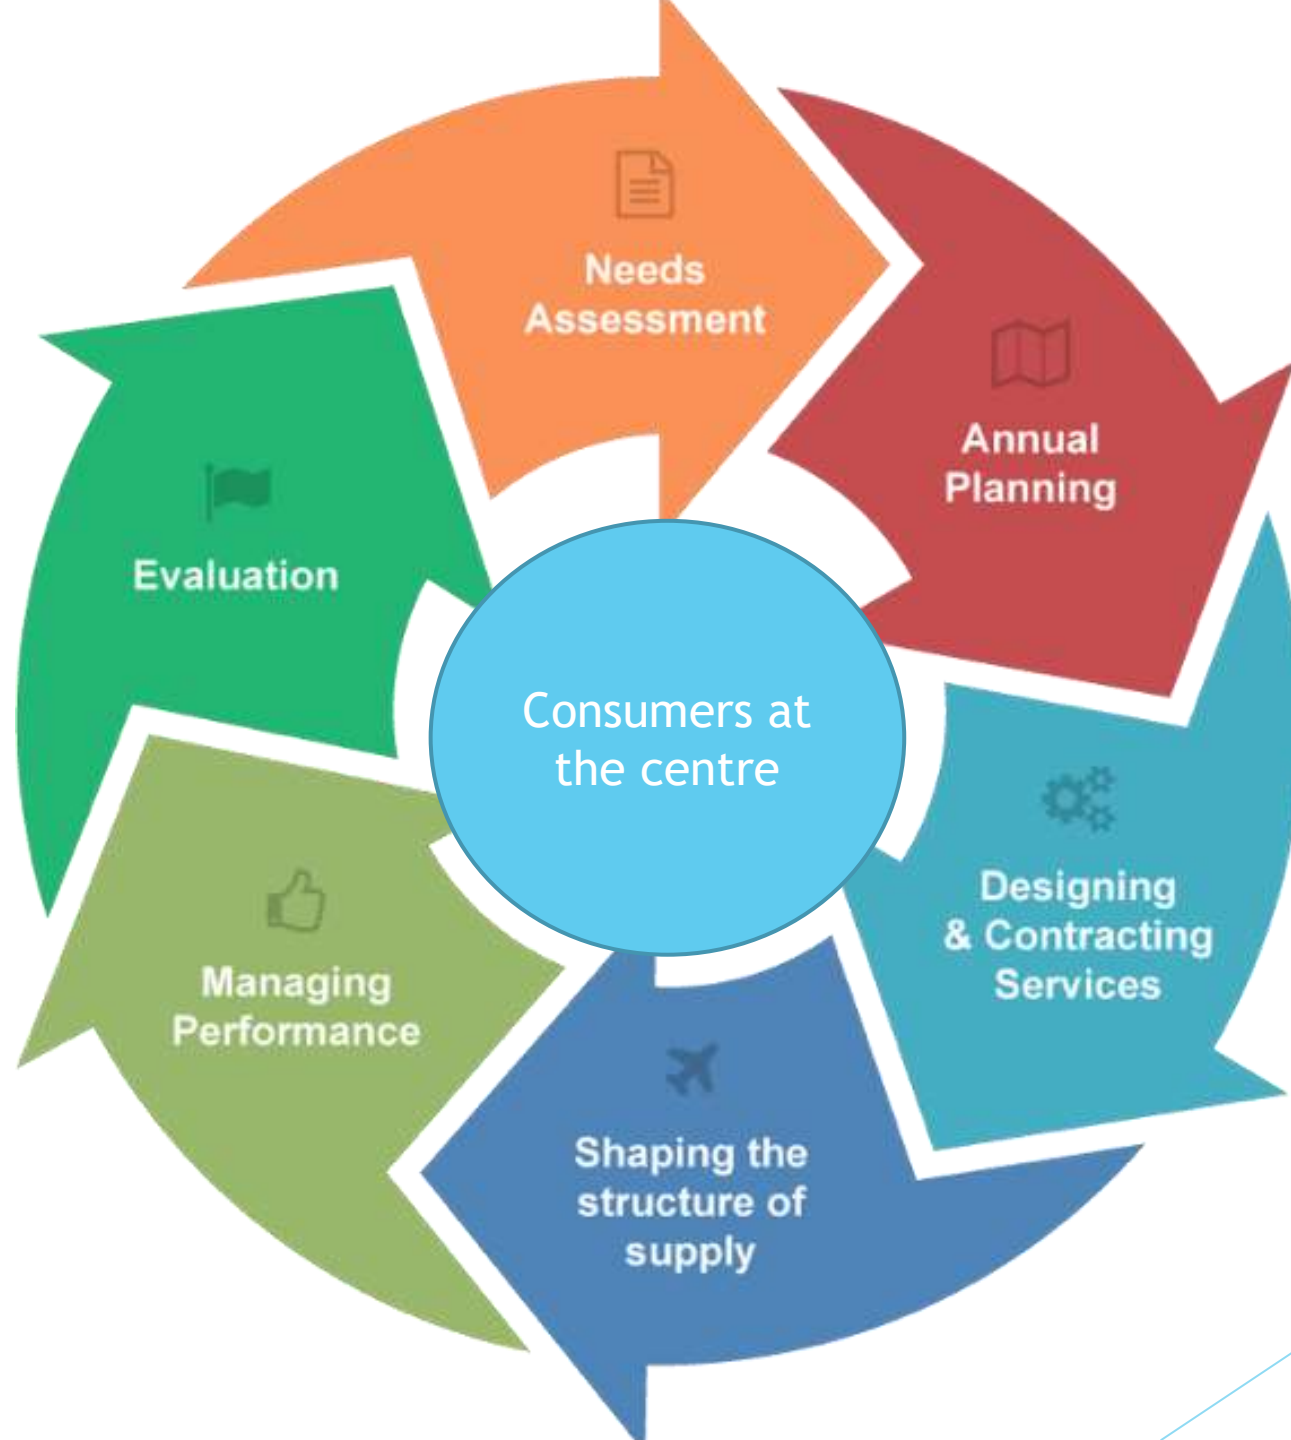 Needs
Assessment
Annual
Planning
Designing
& Contracting
Services
Shaping the
structure of
supply
Managing
Performance
Evaluation
Consumers at
the centre